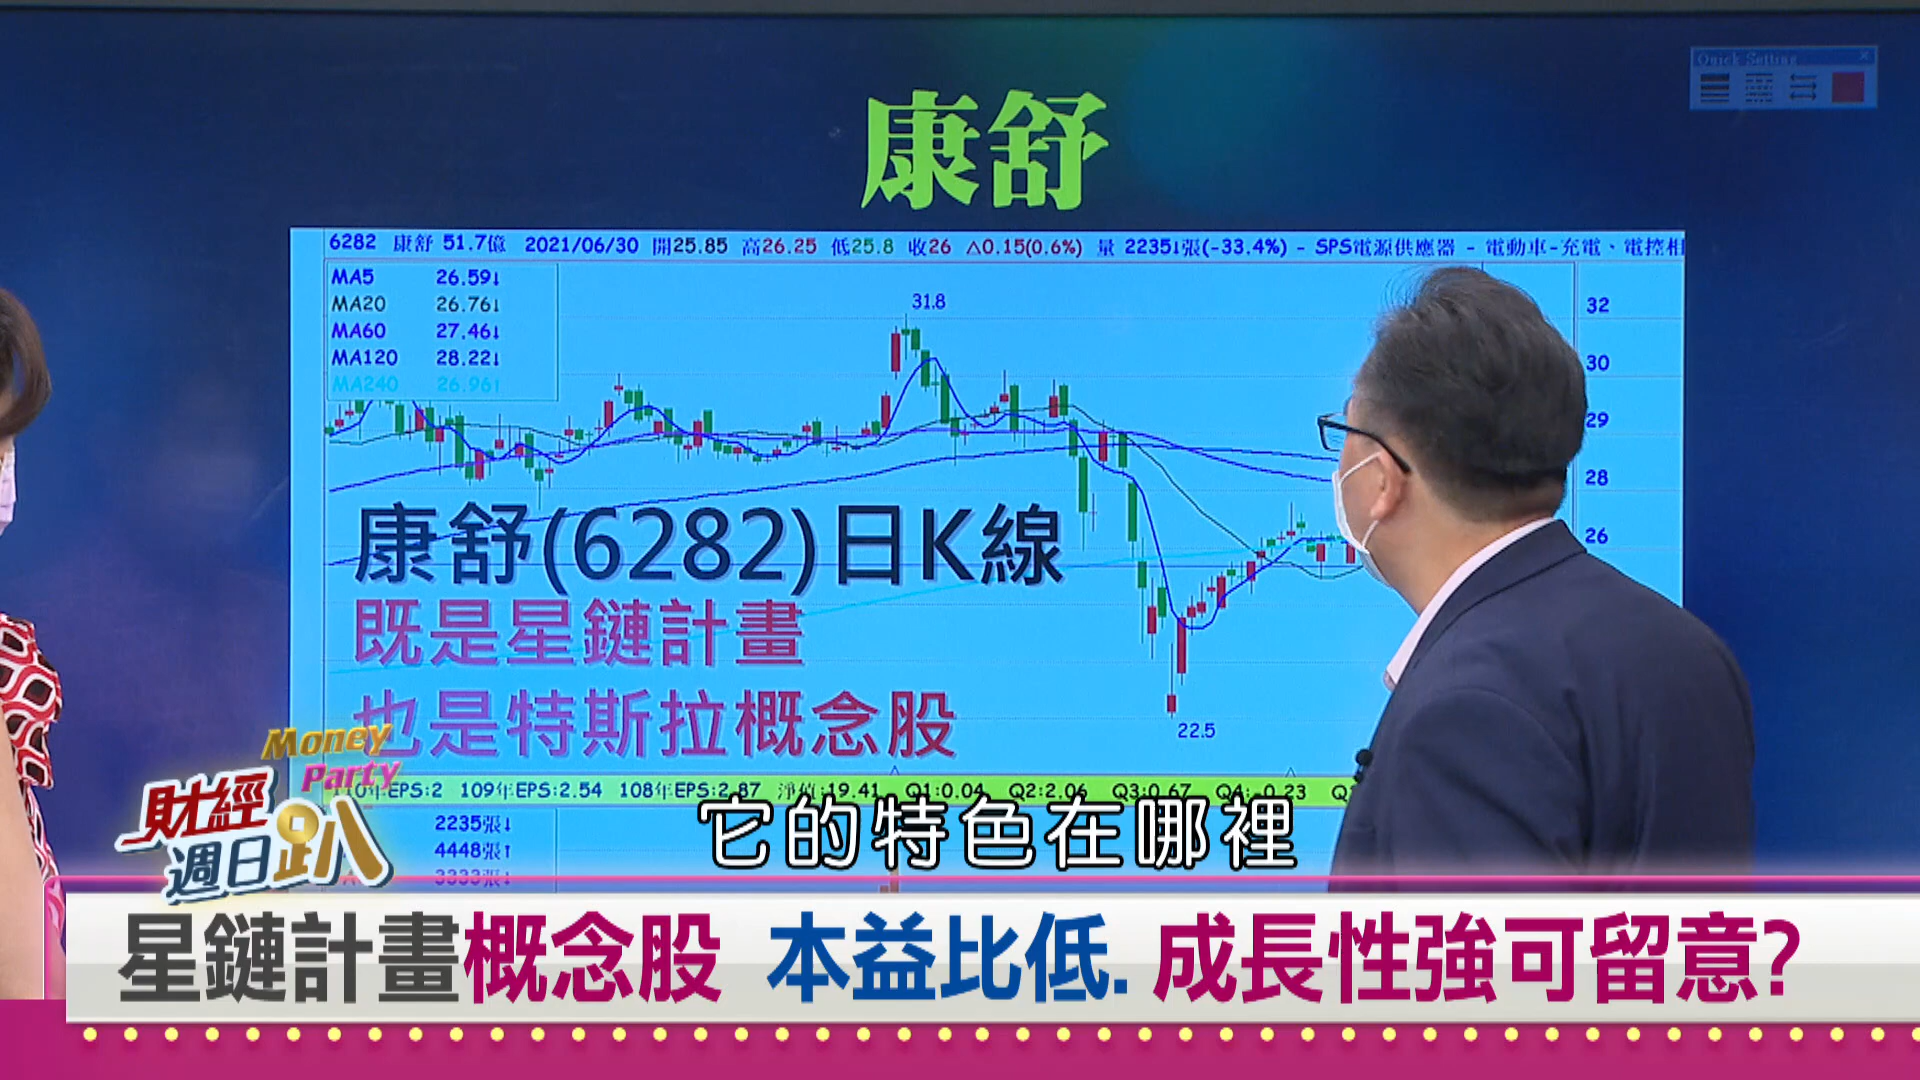 Quick Setting
康舒
6282 康舒 51.7億 2021/06/30 開25.85 高26.25 低25.8 收26 △0.15(0.6%) 量 2235↓張(-33.4%) - SPS電源供應器 - 電動車-充電、電控相
MA5 26.59↓
MA20 26.76↓
MA60 27.46↓
MA120 28.22↓
MA240 26.96↑
31.8
32
30
29
28
26
康舒(6282)日K線
既是星鏈計畫
也是特斯拉概念股
22.5
110年EPS:2 109年EPS:2.54 108年EPS:2.87 淨值:19.41 Q1:0.04 Q2:2.06 Q3:0.67 Q4:-0.23
2235張↓
4448張↑
3333張↓
Money Party
財經
週日趴
它的特色在哪裡
星鏈計畫概念股 本益比低.成長性強可留意?